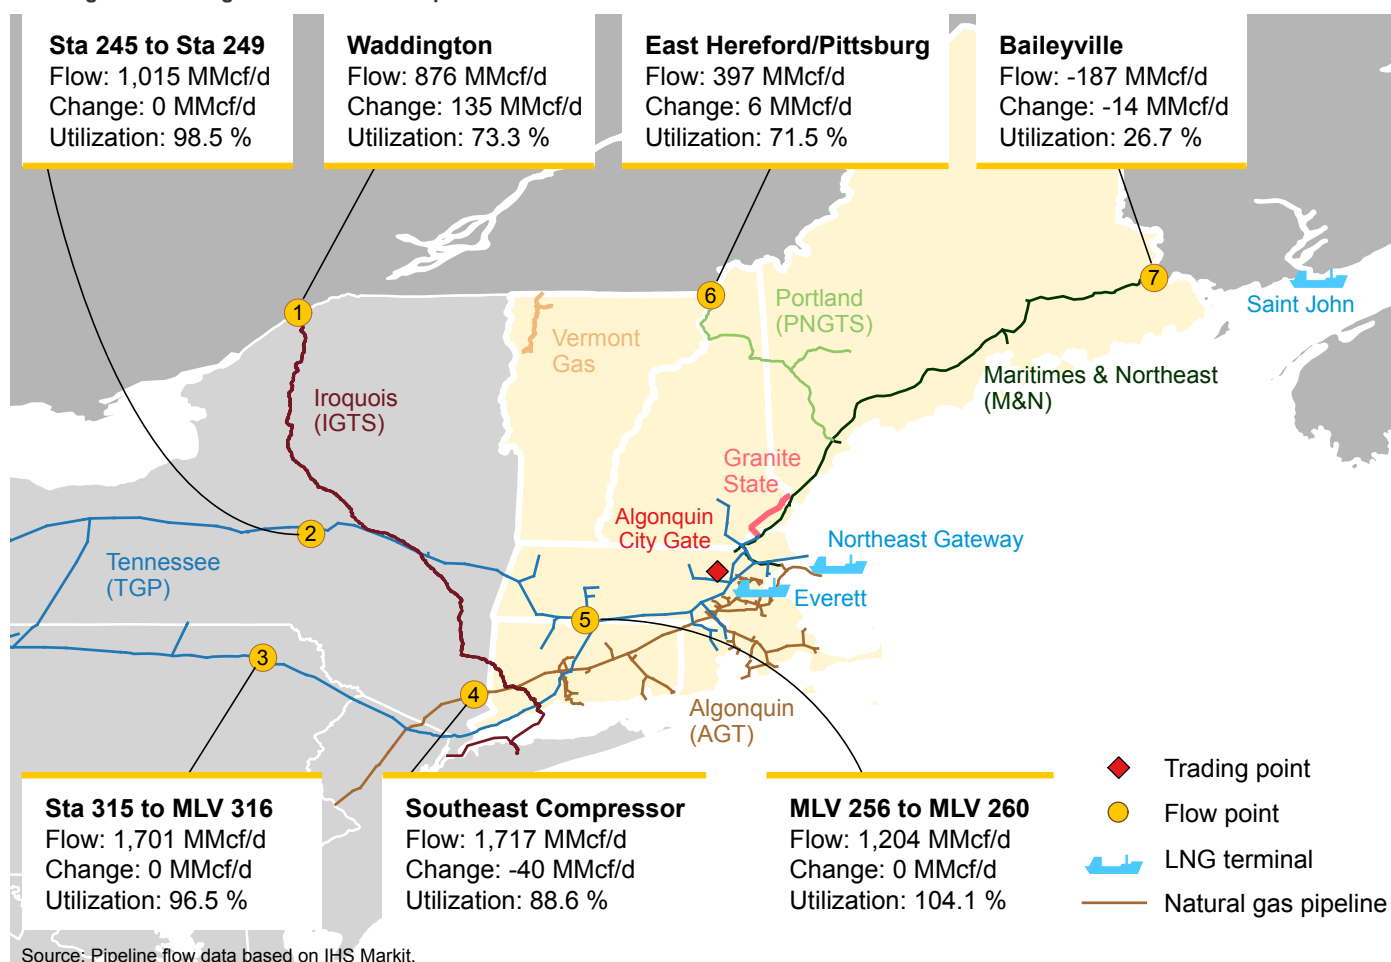 Sta 245 to Sta 249
Flow: 1,015 MMcf/d
Change: 0 MMcf/d
Utilization: 98.5 %
Waddington
Flow: 876 MMcf/d
Change: 135 MMcf/d
Utilization: 73.3 %
East Hereford/Pittsburg
Flow: 397 MMcf/d
Change: 6 MMcf/d
Utilization: 71.5 %
Baileyville
Flow: -187 MMcf/d
Change: -14 MMcf/d
Utilization: 26.7 %
1
6
7
Portland
(PNGTS)
Saint John
Vermont
Gas
Iroquois
(IGTS)
Maritimes & Northeast
(M&N)
Granite
State
Algonquin
City Gate
2
Northeast Gateway
Tennessee
(TGP)
Everett
5
3
4
Algonquin
(AGT)
Sta 315 to MLV 316
Flow: 1,701 MMcf/d
Change: 0 MMcf/d
Utilization: 96.5 %
Southeast Compressor
Flow: 1,717 MMcf/d
Change: -40 MMcf/d
Utilization: 88.6 %
MLV 256 to MLV 260
Flow: 1,204 MMcf/d
Change: 0 MMcf/d
Utilization: 104.1 %
Trading point
Flow point
LNG terminal
Natural gas pipeline
Source: Pipeline flow data based on IHS Markit.